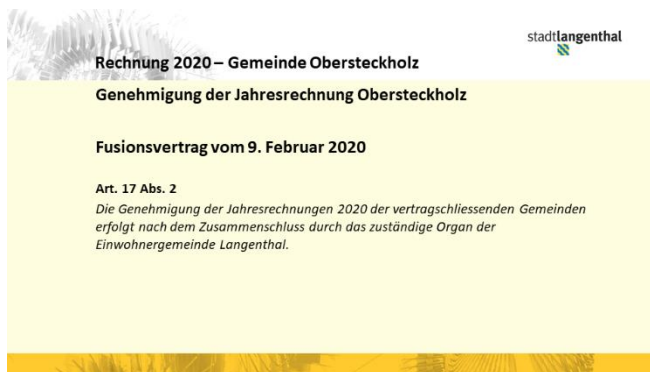 stadtlangenthal
Rechnung 2020 – Gemeinde Obersteckholz
Genehmigung der Jahresrechnung Obersteckholz
Fusionsvertrag vom 9. Februar 2020
Art. 17 Abs. 2
Die Genehmigung der Jahresrechnungen 2020 der vertragschliessenden Gemeinden
erfolgt nach dem Zusammenschluss durch das zuständige Organ der
Einwohnergemeinde Langenthal.